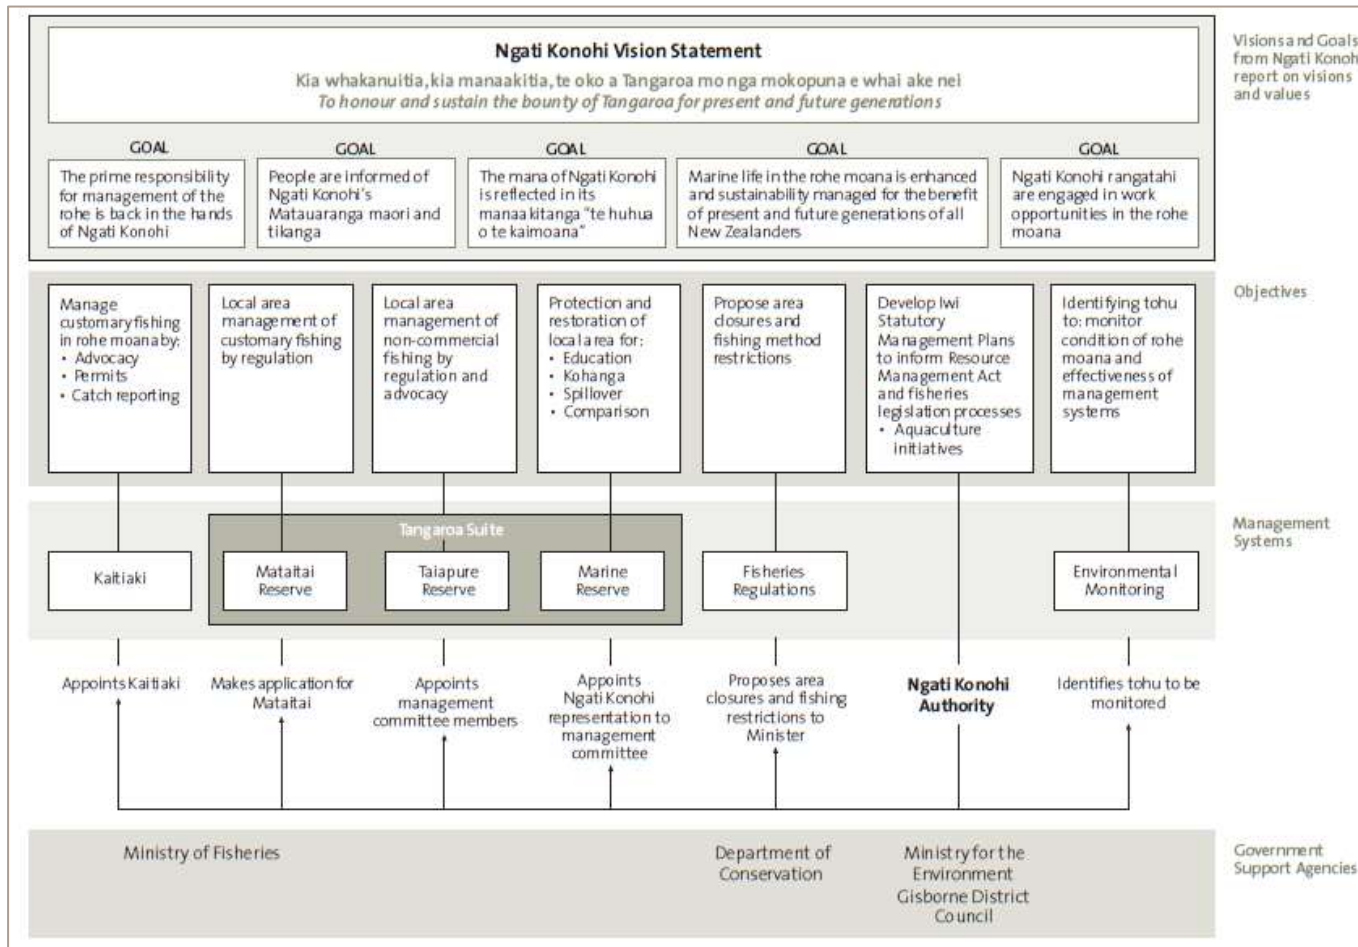 Ngati Konohi Vision Statement
Kia whakanuitia, kia manaakitia, te oko a Tangaroa mo nga mokopuna e whai ake nei
To honour and sustain the bounty of Tangaroa for present and future generations
Visions and Goals
from Ngati Konohi
report on visions
and values
GOAL
The prime responsibility
for management of the
rohe is back in the hands
of Ngati Konohi
GOAL
People are informed of
Ngati Konohi's
Matauaranga maori and
tikanga
GOAL
The mana of Ngati Konohi
is reflected in its
manaakitanga "te huhua
o te kaimoana"
GOAL
Marine life in the rohe moana is enhanced
and sustainability managed for the benefit
of present and future generations of all
New Zealanders
GOAL
Ngati Konohi rangatahi
are engaged in work
opportunities in the rohe
moana
Objectives
Manage
customary fishing
in rohe moana by:
• Advocacy
• Permits
• Catch reporting
Local area
management of
customary fishing
by regulation
Local area
management of
non-commercial
fishing by
regulation and
advocacy
Protection and
restoration of
local area for:
• Education
• Kohanga
• Spillover
• Comparison
Propose area
closures and
fishing method
restrictions
Develop Iwi
Statutory
Management Plans
to inform Resource
Management Act
and fisheries
legislation processes
• Aquaculture
initiatives
Identifying tohu
to: monitor
condition of rohe
moana and
effectiveness of
management
systems
Management
Systems
Tangaroa Suite
Kaitiaki
Mataitai
Reserve
Taiapure
Reserve
Marine
Reserve
Fisheries
Regulations
Environmental
Monitoring
Appoints Kaitiaki
Makes application for
Mataitai
Appoints
management
committee members
Appoints
Ngati Konohi
representation to
management
committee
Proposes area
closures and fishing
restrictions to
Minister
Ngati Konohi
Authority
Identifies tohu to be
monitored
Ministry of Fisheries
Department of
Conservation
Ministry for the
Environment
Gisborne District
Council
Government
Support Agencies